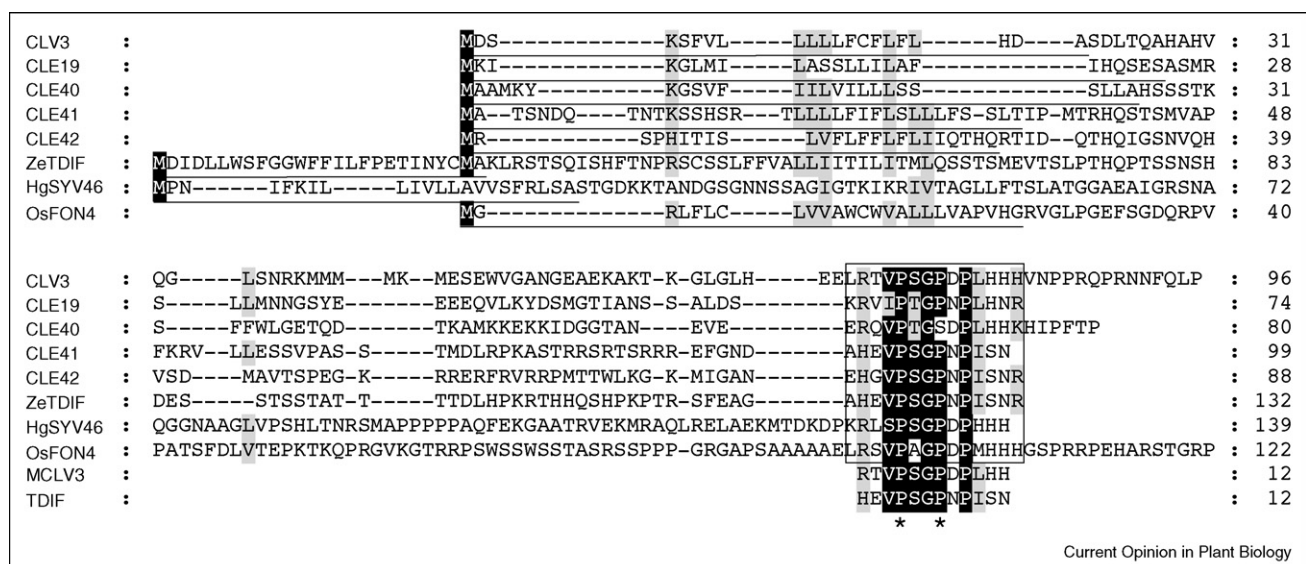 CLV3 : MDS---------KSFVL-----LLLLFCFLFL------HD----ASDLTQAHAHV : 31
CLE19 : MKI---------KGLMI-----LASSLLILAF------------IHQSESASMR : 28
CLE40 : MAAMKY-------KGSVF-----IILVILLLSS---------SLLAHSSSTK : 31
CLE41 : MA--TSNDQ----TNTKSSHSR--TLLLLFIFLSLLLFS-SLTIP-MTRHQSTSMVAP : 48
CLE42 : MR----------SPHITIS------LVFLFFLFLIIQTHQRTID--QTHQIGSNVQH : 39
ZeTDIF : MDIDLLWSFGGWFFILFPETINYCMAKLRSTSQISHFTNPRSCSSLFFVALLIITILITMLQSSTSMEVTSLPTHQPTSSNSH : 83
HgSYV46 : MPN------IFKIL-----LIVLLAVVSFRLSASTGDKKTANDGSGNNSSAGIGTKIKRIVTAGLLFTSLATGGAEAIGRSNA : 72
OsFON4 : MG----------RLFLC------LVVAWCWVALLLVAPVHGRVGLPGEFSGDQRPV : 40
CLV3 : QG-----LSNRKMMM--MK--MESEWVGANGEAEKAKT-K-GLGLH----EELRTVPSGPDPLHHHVNPPRQPRNNFQLP : 96
CLE19 : S-----LLMNNGSYE-----EEEQVLKYDSMGTIANS-S-ALDS------KRVIPTGPNPLHNR : 74
CLE40 : S-----FFWLGETQD-----TKAMKKEKKIDGGTAN---EVE-----ERQVPTGSDPLHHKHIPFTP : 80
CLE41 : FKRV--LLESSVPAS-S-----TMDLRPKASTRRSRTSRRR-EFGND----AHEVPSGPNPISN : 99
CLE42 : VSD----MAVTSPEG-K-----RRERFRVRRPMTTWLKG-K-MIGAN----EHGVPSGPNPISNR : 88
ZeTDIF : DES-----STSSTAT-T-----TTDLHPKRTHHQSHPKPTR-SFEAG----AHEVPSGPNPISNR : 132
HgSYV46 : QGGNAAGLVPSHLTNRSMAPPPPPAQFEKGAATRVEKMRAQLRELAEKMTDKDPKRLSPSGPDPHHH : 139
OsFON4 : PATSFDLVTEPKTKQPRGVKGTRRPSWSSWSSTASRSSPPP-GRGAPSAAAAAELRSVPAGPDPMHHHGSPRRPEHARSTGRP : 122
MCLV3 : RTVPSGPDPLHH : 12
TDIF : HEVPSGPNPISN : 12
* *
Current Opinion in Plant Biology